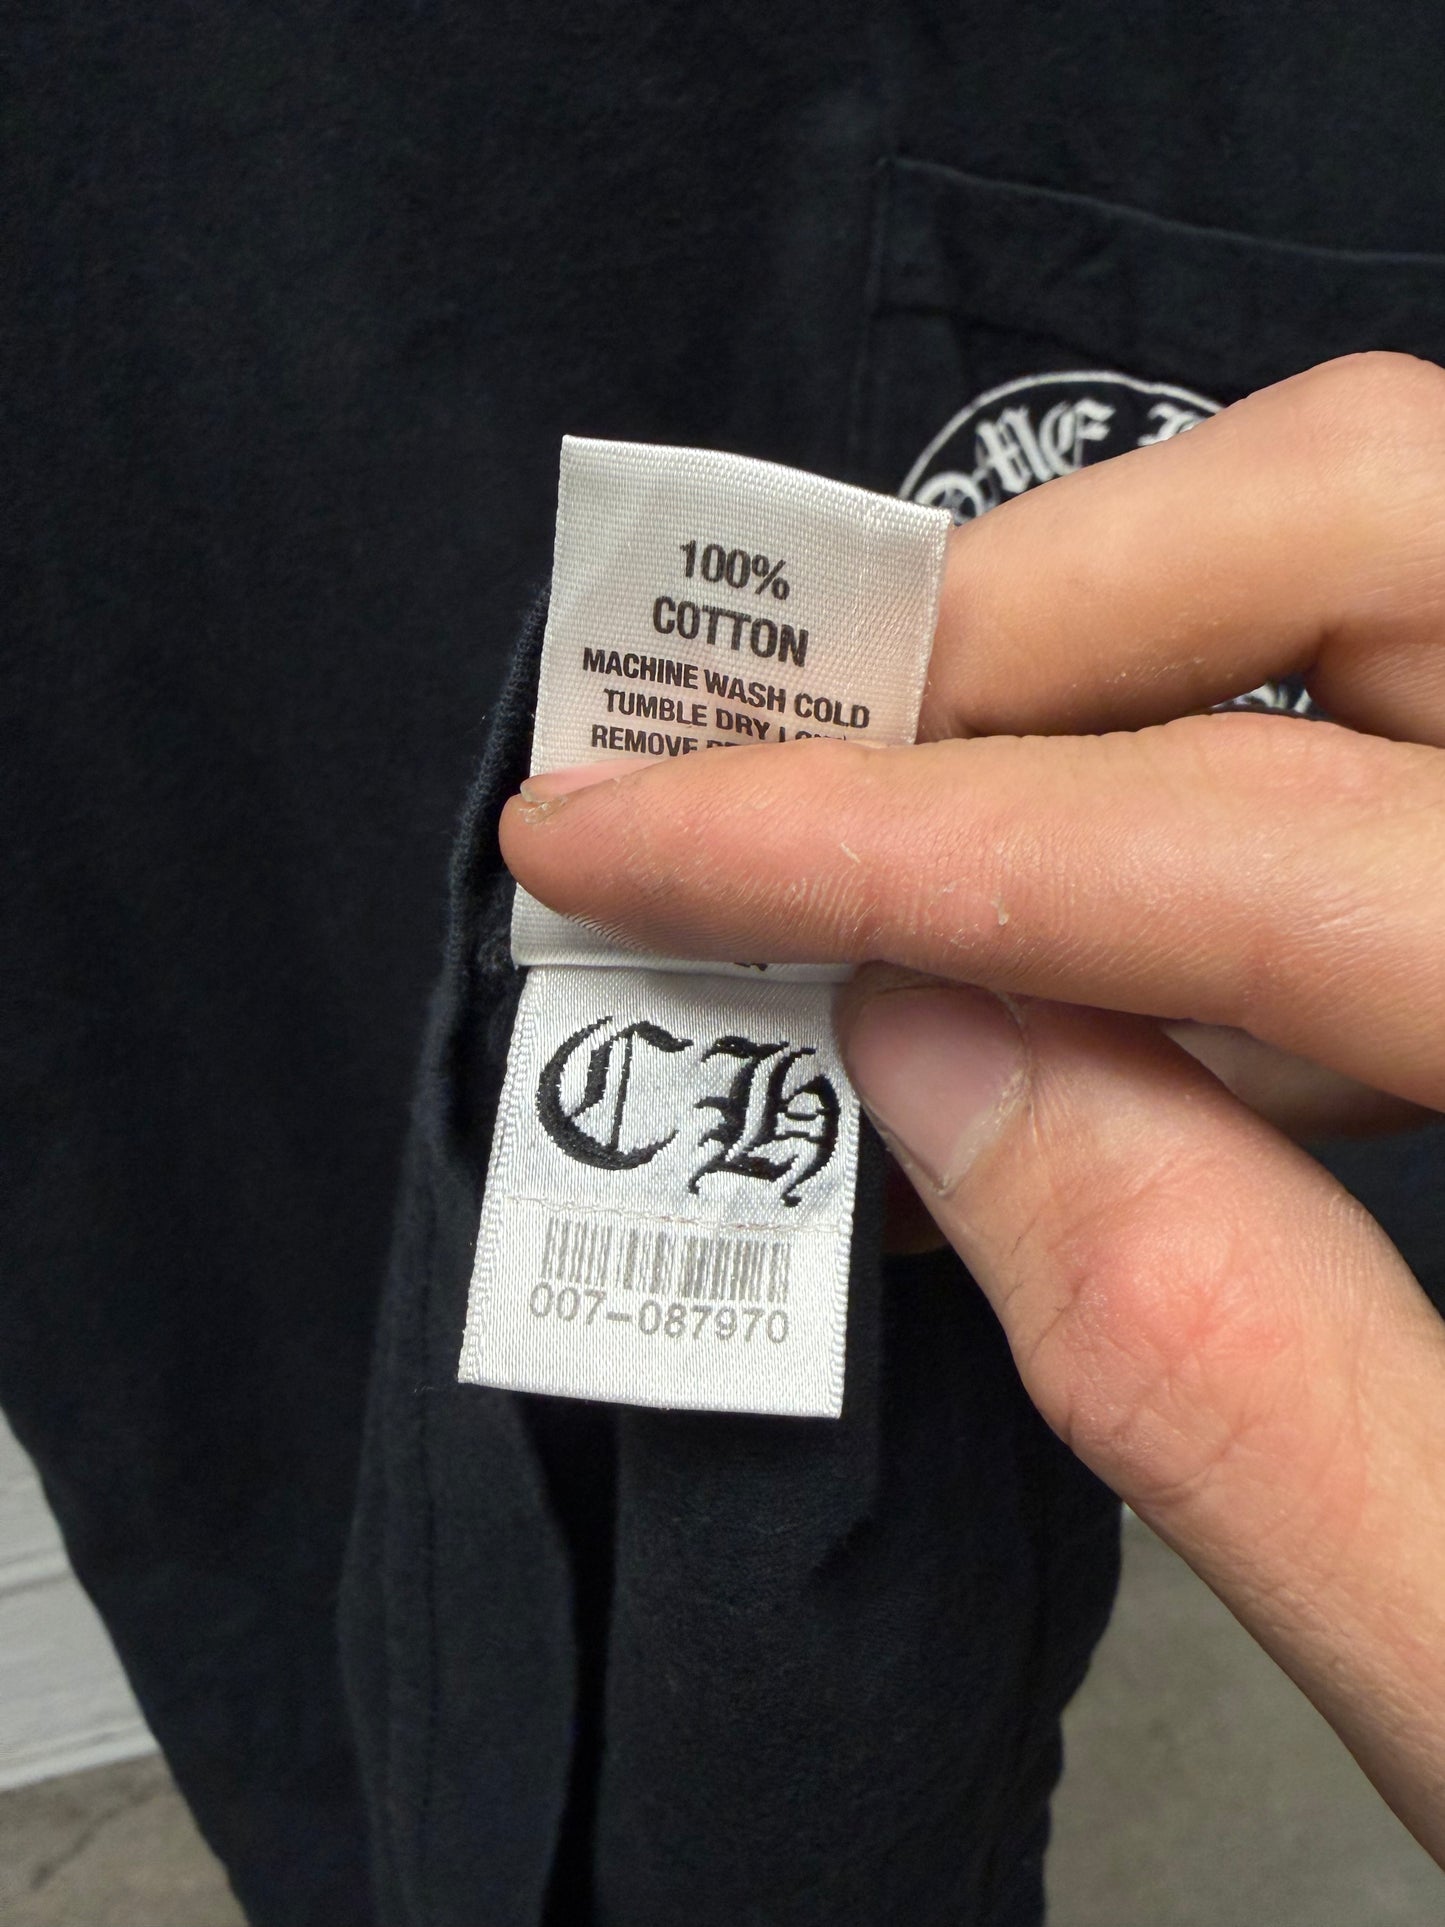 100%
COTTON
MACHINE WASH COLD
TUMBLE DRY
REMOVE
CH
007-087970